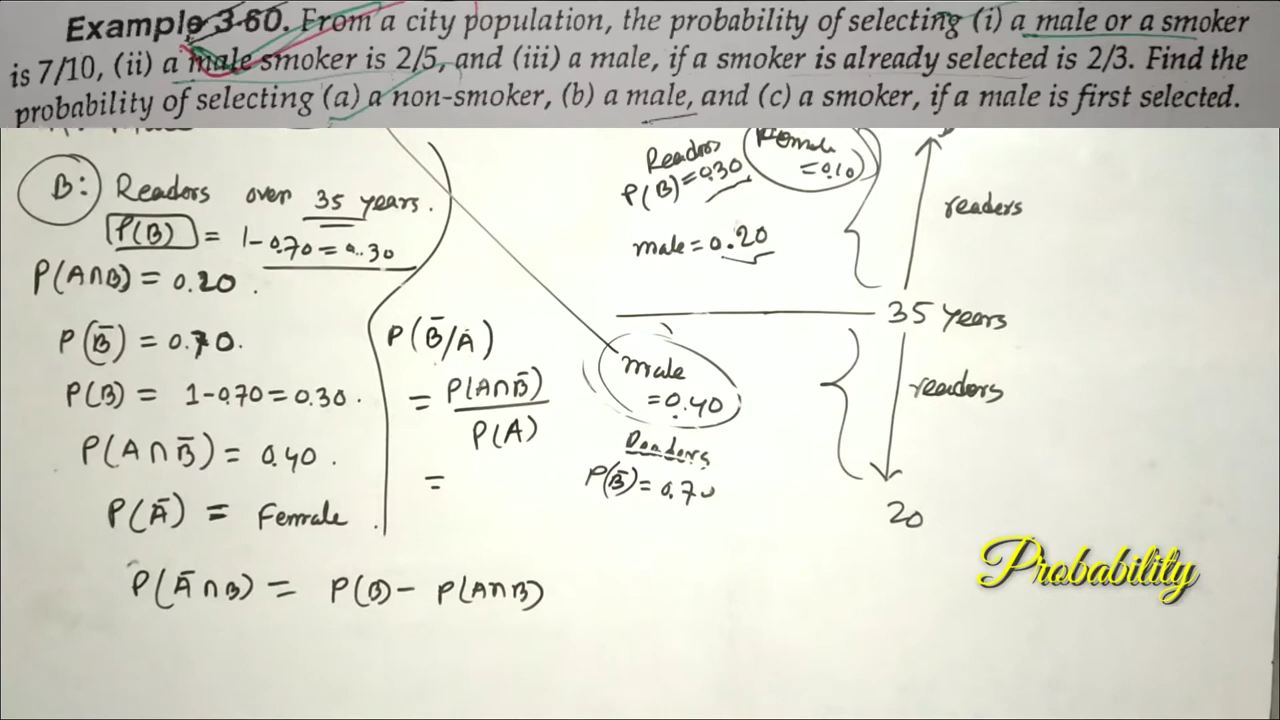 Example 3-60. From a city population, the probability of selecting (i) a male or a smoker
is 7/10, (ii) a male smoker is 2/5, and (iii) a male, if a smoker is already selected is 2/3. Find the
probability of selecting (a) a non-smoker, (b) a male, and (c) a smoker, if a male is first selected.
B: Readers over 35 years.
P(B) = 1-0.70=0.30
P(A∩B) = 0.20.
P(B̄) = 0.70.
P(B) = 1-0.70=0.30.
P(A∩B̄) = 0.40.
P(Ā) = Female.
P(Ā∩B) = P(B) - P(A∩B)
P(B̄/A)
= P(A∩B̄)
P(A)
=
Readers
P(B)=0.30
Female
=0.10
male=0.20
readers
35 years
male
=0.40
readers
Readers
P(B̄)=0.70
20
Probability